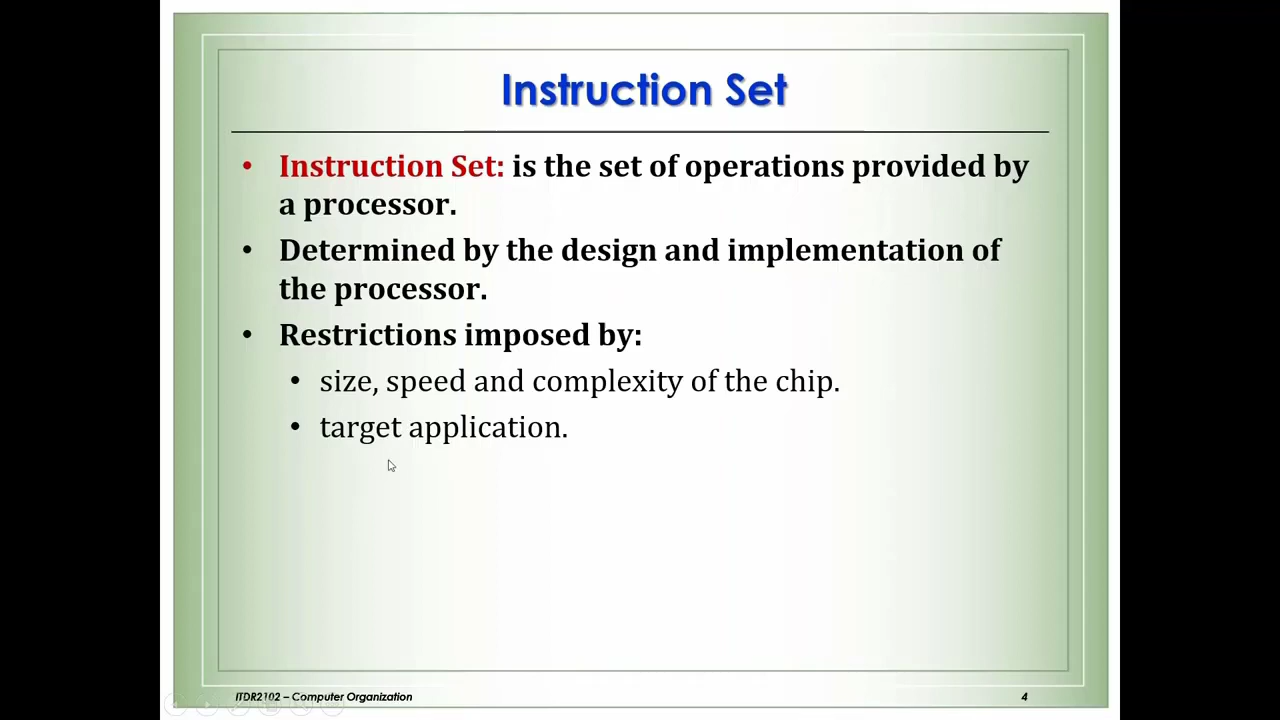 Instruction Set
• Instruction Set: is the set of operations provided by
a processor.
• Determined by the design and implementation of
the processor.
• Restrictions imposed by:
• size, speed and complexity of the chip.
• target application.
ITDR2102 – Computer Organization
4